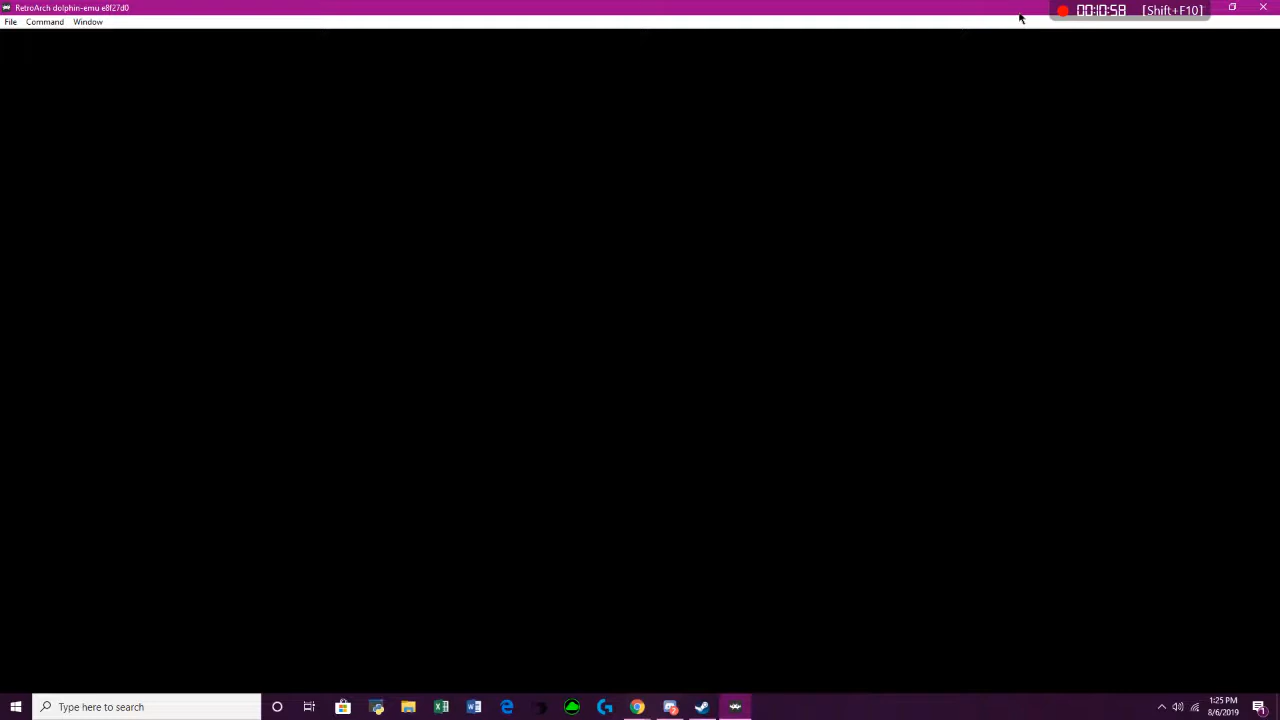 RetroArch dolphin-emu e8f27d0
00:10:58 [Shift+F10]
File Command Window
Type here to search
1:25 PM
8/6/2019